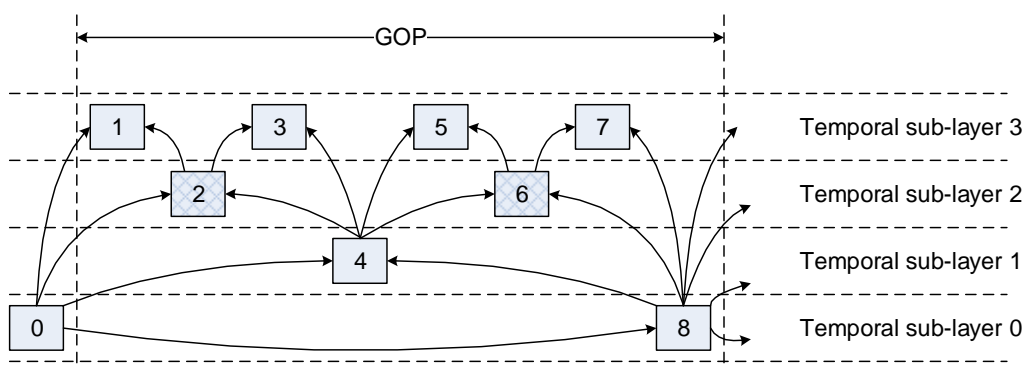 GOP
1 3 5 7 Temporal sub-layer 3
2 6 Temporal sub-layer 2
4 Temporal sub-layer 1
0 8 Temporal sub-layer 0